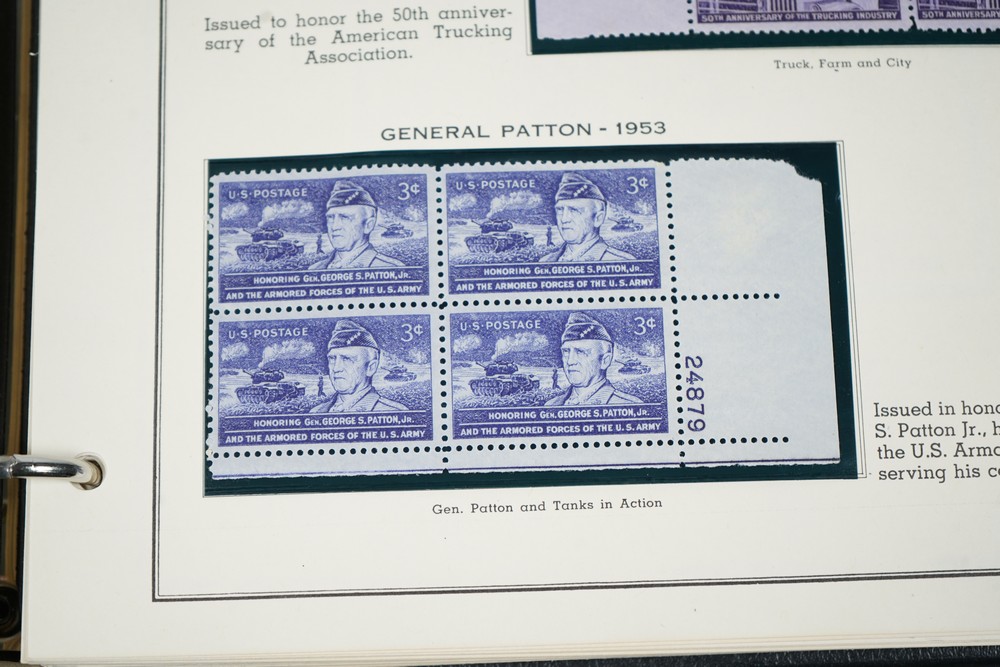 Issued to honor the 50th anniver-
sary of the American Trucking
Association.
50TH ANNIVERSARY OF THE TRUCKING INDUSTRY
50TH ANNIVERSARY
Truck, Farm and City
GENERAL PATTON - 1953
U·S·POSTAGE 3¢
HONORING GEN. GEORGE S. PATTON, JR.
AND THE ARMORED FORCES OF THE U.S. ARMY
U·S·POSTAGE 3¢
HONORING GEN. GEORGE S. PATTON, JR.
AND THE ARMORED FORCES OF THE U.S. ARMY
U·S·POSTAGE 3¢
HONORING GEN. GEORGE S. PATTON, JR.
AND THE ARMORED FORCES OF THE U.S. ARMY
U·S·POSTAGE 3¢
HONORING GEN. GEORGE S. PATTON, JR.
AND THE ARMORED FORCES OF THE U.S. ARMY
24879
Gen. Patton and Tanks in Action
Issued in hono
S. Patton Jr., h
the U.S. Armo
serving his co